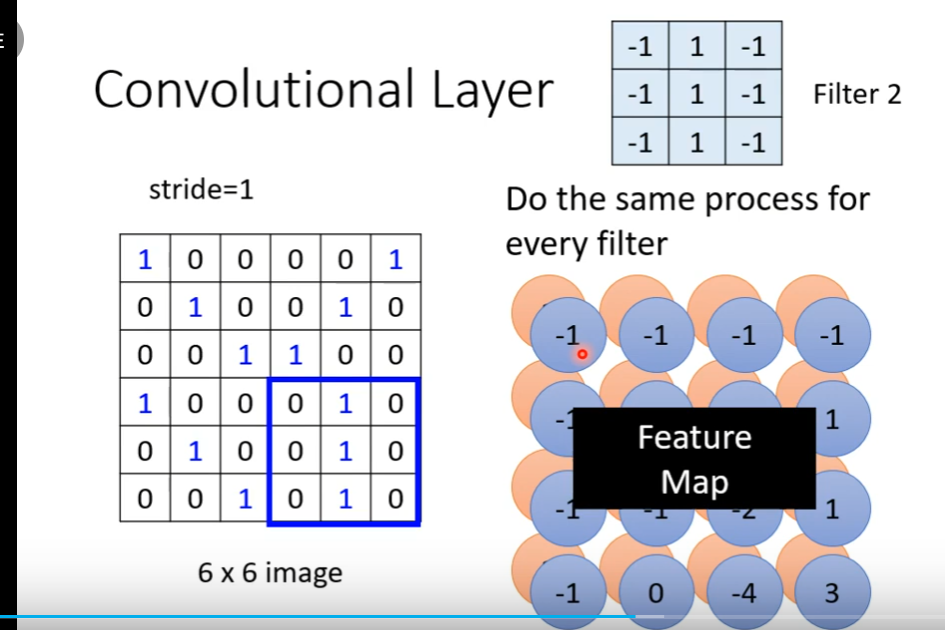 Convolutional Layer
-1 1 -1
-1 1 -1
-1 1 -1
Filter 2
stride=1
1 0 0 0 0 1
0 1 0 0 1 0
0 0 1 1 0 0
1 0 0 0 1 0
0 1 0 0 1 0
0 0 1 0 1 0
6 x 6 image
Do the same process for
every filter
-1 -1 -1 -1
-1 1
Feature
Map
-1 -1 -2 1
-1 0 -4 3